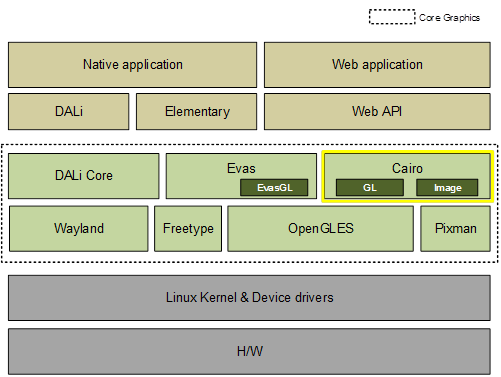 Core Graphics
Native application
Web application
DALi
Elementary
Web API
DALi Core
Evas
EvasGL
Cairo
GL
Image
Wayland
Freetype
OpenGLES
Pixman
Linux Kernel & Device drivers
H/W